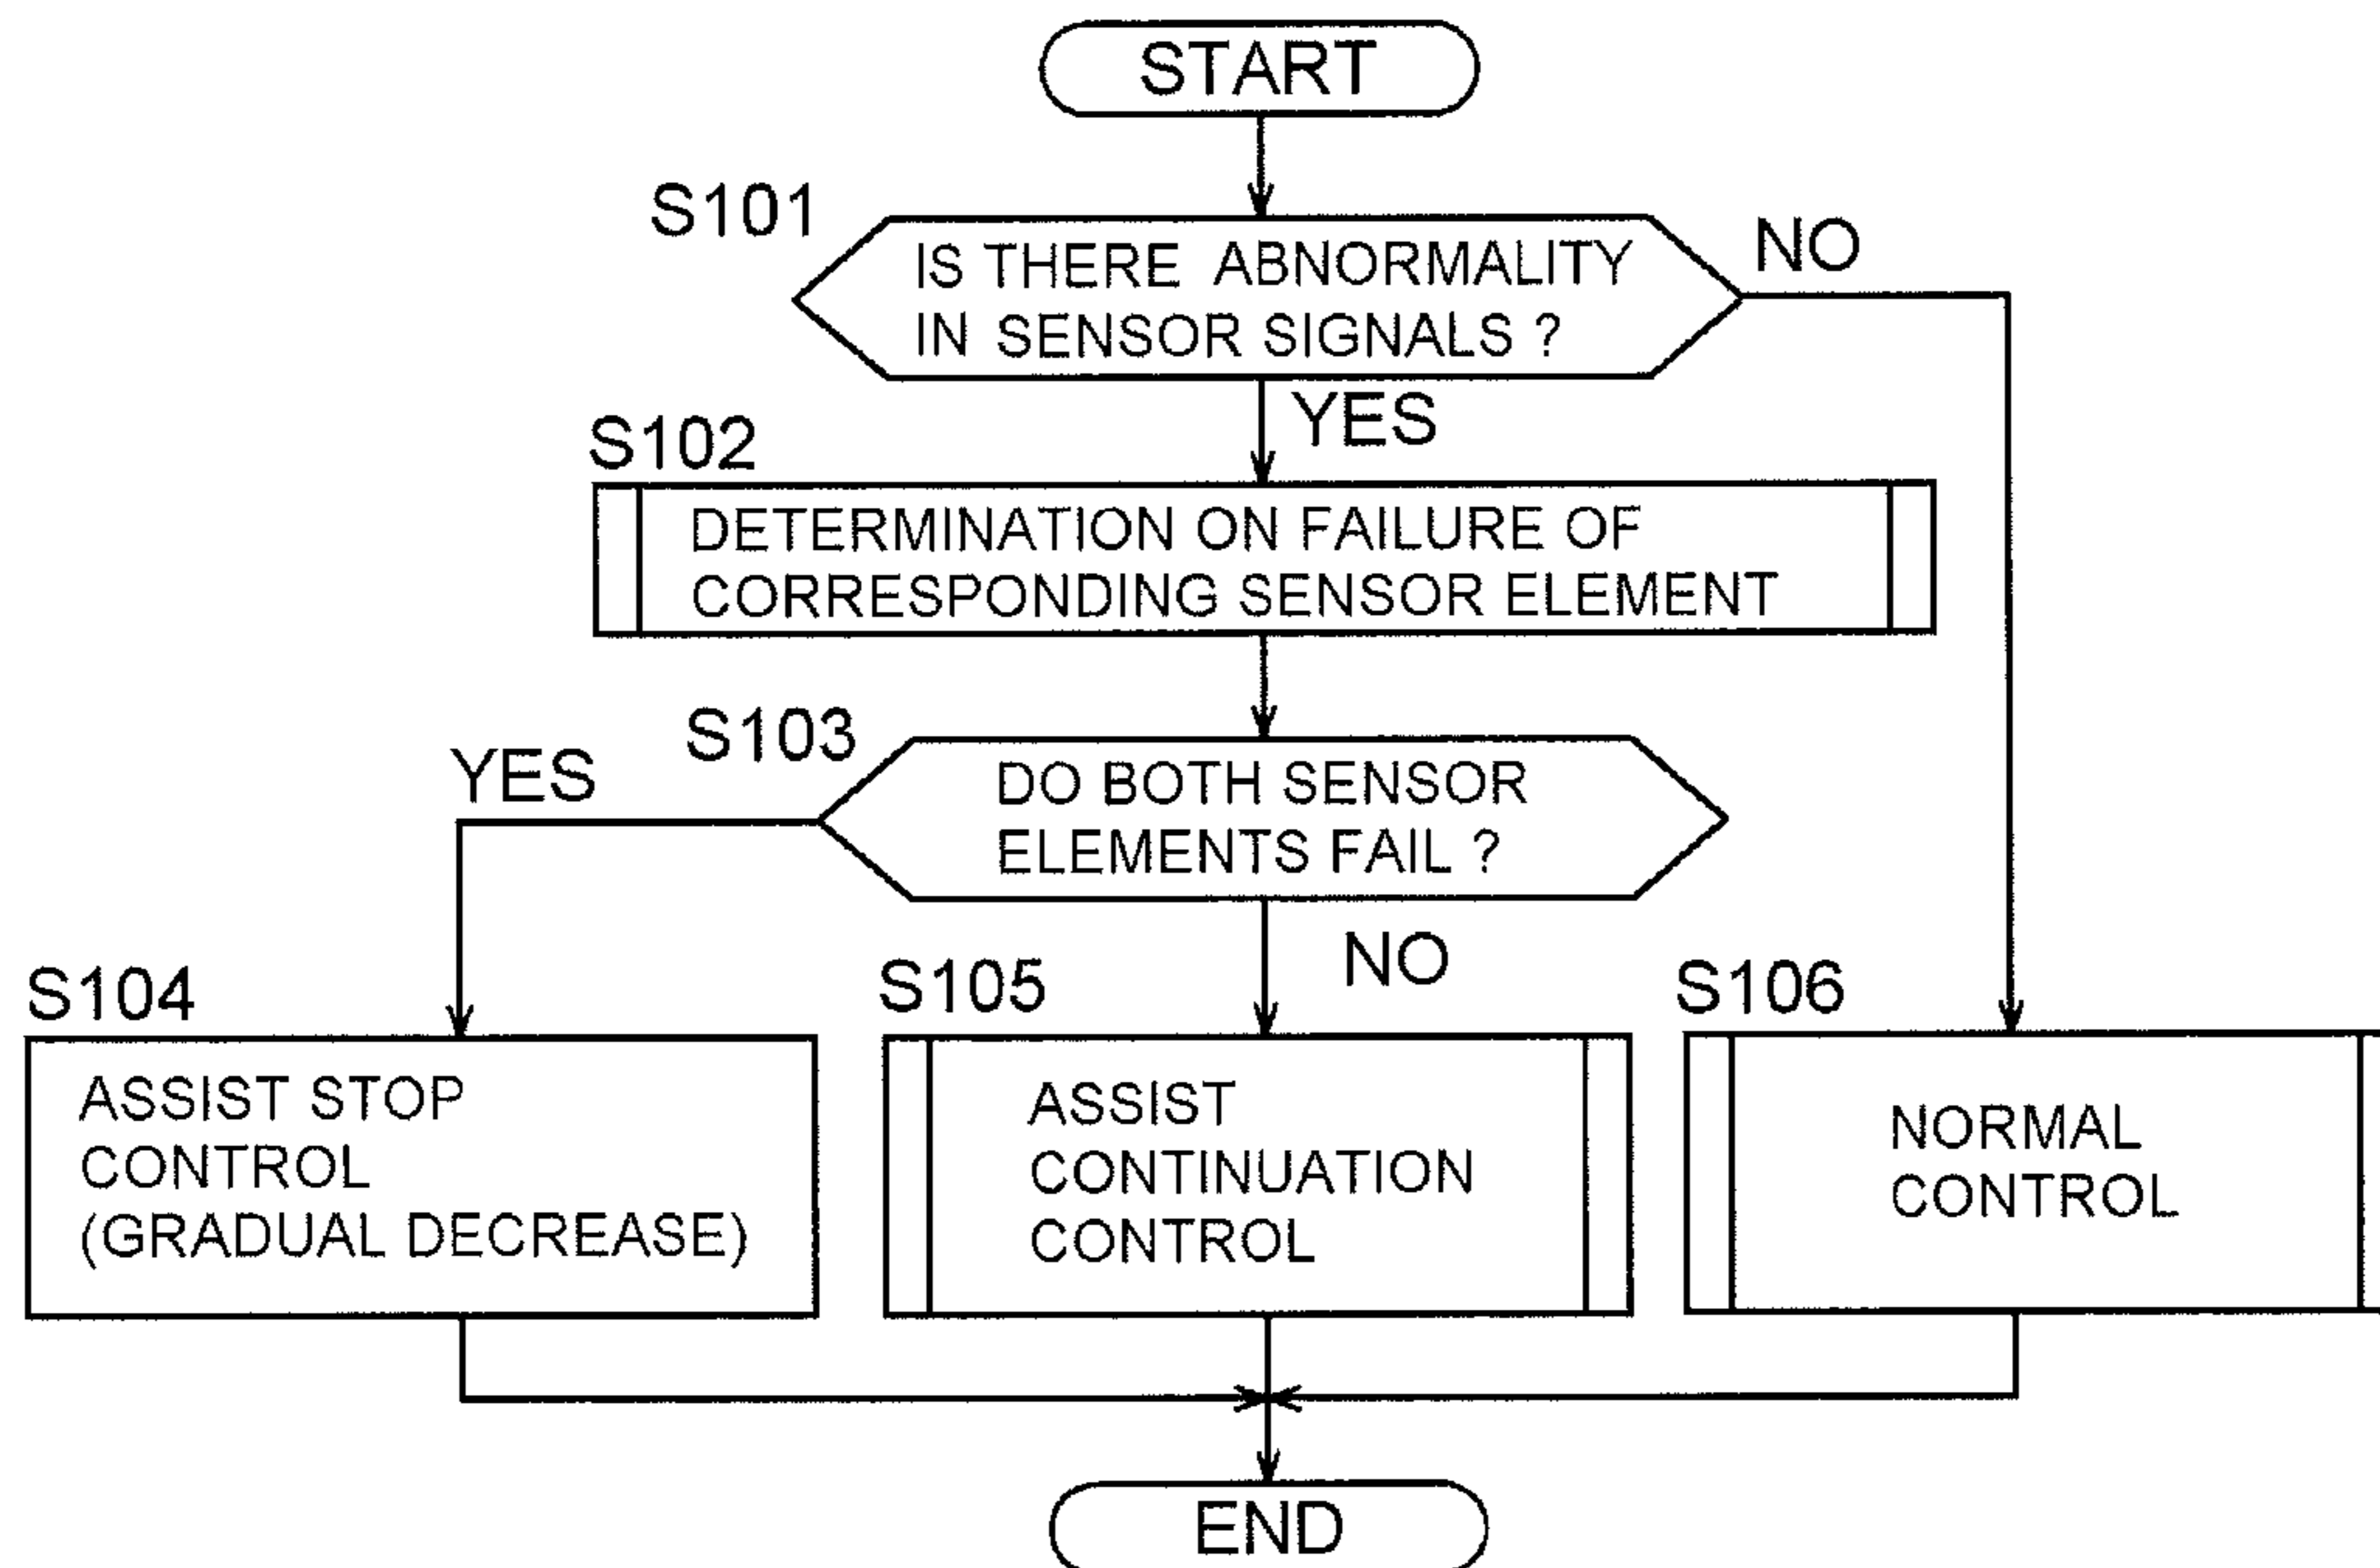 START
S101
IS THERE ABNORMALITY
IN SENSOR SIGNALS ?
NO
YES
S102
DETERMINATION ON FAILURE OF
CORRESPONDING SENSOR ELEMENT
S103
YES
DO BOTH SENSOR
ELEMENTS FAIL ?
NO
S104
ASSIST STOP
CONTROL
(GRADUAL DECREASE)
S105
ASSIST
CONTINUATION
CONTROL
S106
NORMAL
CONTROL
END